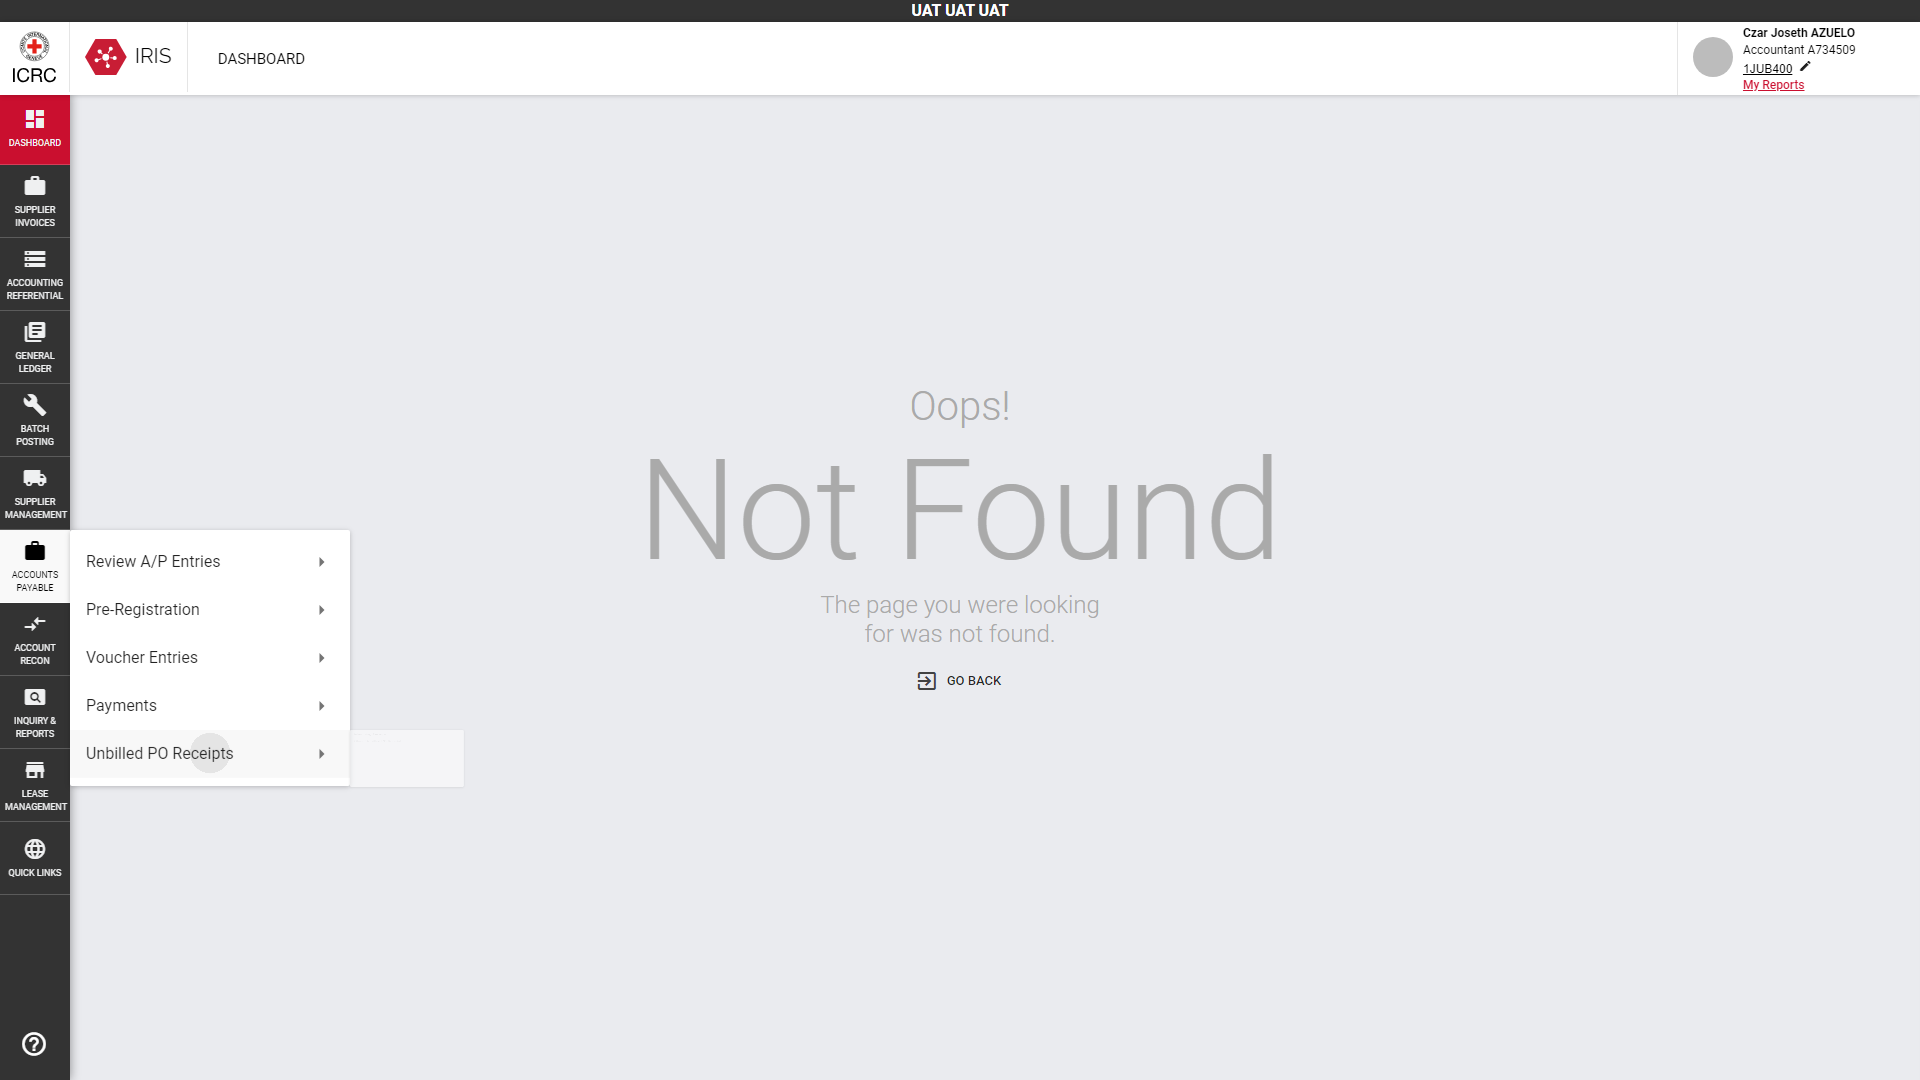 UAT UAT UAT
ICRC
IRIS
DASHBOARD
Czar Joseth AZUELO
Accountant A734509
1JUB400
My Reports
DASHBOARD
SUPPLIER
INVOICES
ACCOUNTING
REFERENTIAL
GENERAL
LEDGER
BATCH
POSTING
SUPPLIER
MANAGEMENT
ACCOUNTS
PAYABLE
ACCOUNT
RECON
INQUIRY &
REPORTS
LEASE
MANAGEMENT
QUICK LINKS
Review A/P Entries
Pre-Registration
Voucher Entries
Payments
Unbilled PO Receipts
Oops!
Not Found
The page you were looking
for was not found.
GO BACK